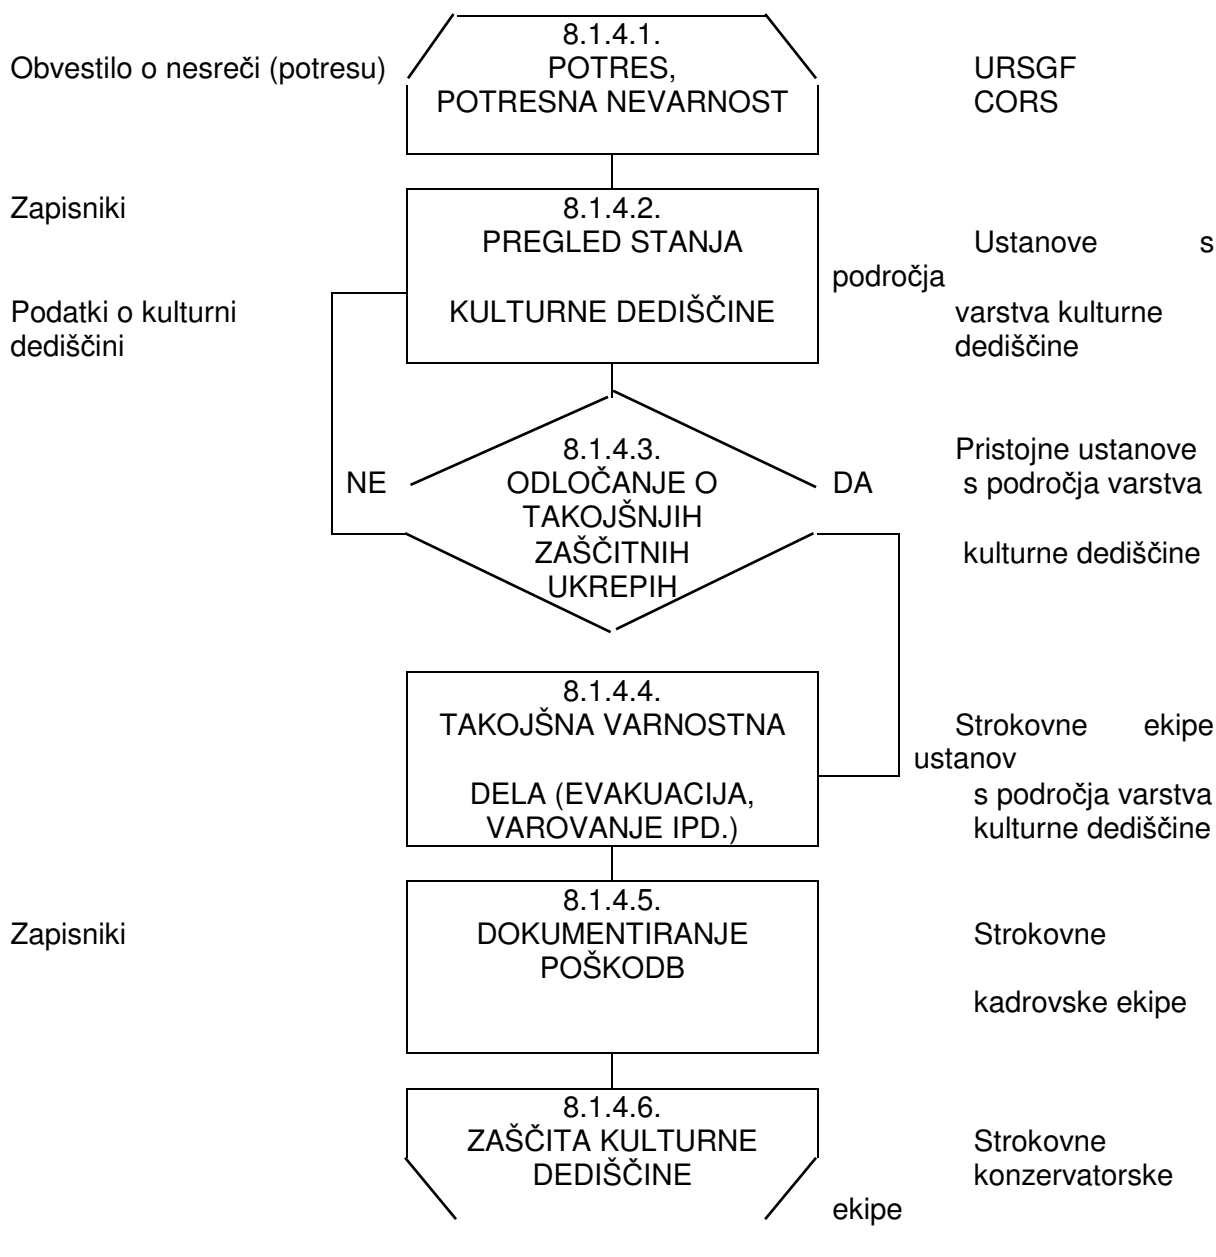 8.1.4.1.
Obvestilo o nesreči (potresu)
POTRES,
URSGF
POTRESNA NEVARNOST
CORS
Zapisniki
8.1.4.2.
PREGLED STANJA
Ustanove s
področja
Podatki o kulturni
KULTURNE DEDIŠČINE
varstva kulturne
dediščini
dediščine
8.1.4.3.
Pristojne ustanove
NE
ODLOČANJE O
DA
s področja varstva
TAKOJŠNJIH
ZAŠČITNIH
kulturne dediščine
UKREPIH
8.1.4.4.
TAKOJŠNA VARNOSTNA
Strokovne ekipe
ustanov
DELA (EVAKUACIJA,
s področja varstva
VAROVANJE IPD.)
kulturne dediščine
8.1.4.5.
Zapisniki
DOKUMENTIRANJE
Strokovne
POŠKODB
kadrovske ekipe
8.1.4.6.
ZAŠČITA KULTURNE
Strokovne
DEDIŠČINE
konzervatorske
ekipe